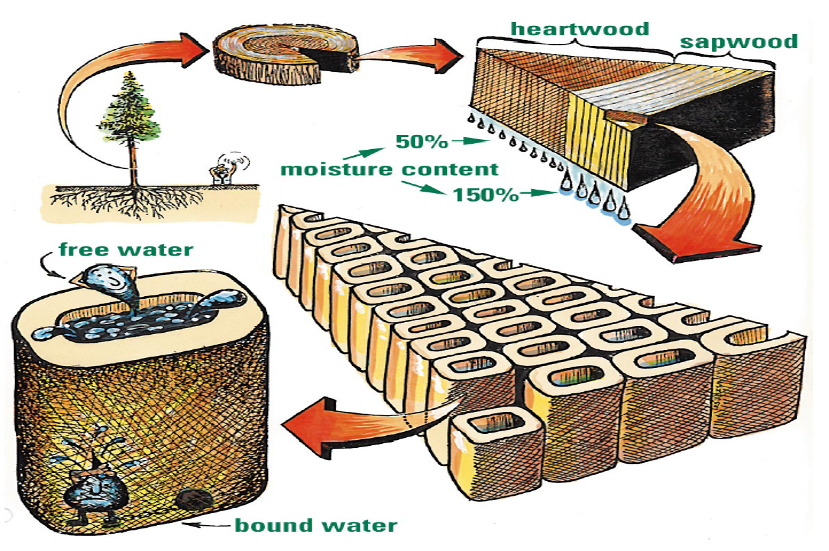 heartwood
sapwood
50%
moisture content
150%
free water
bound water